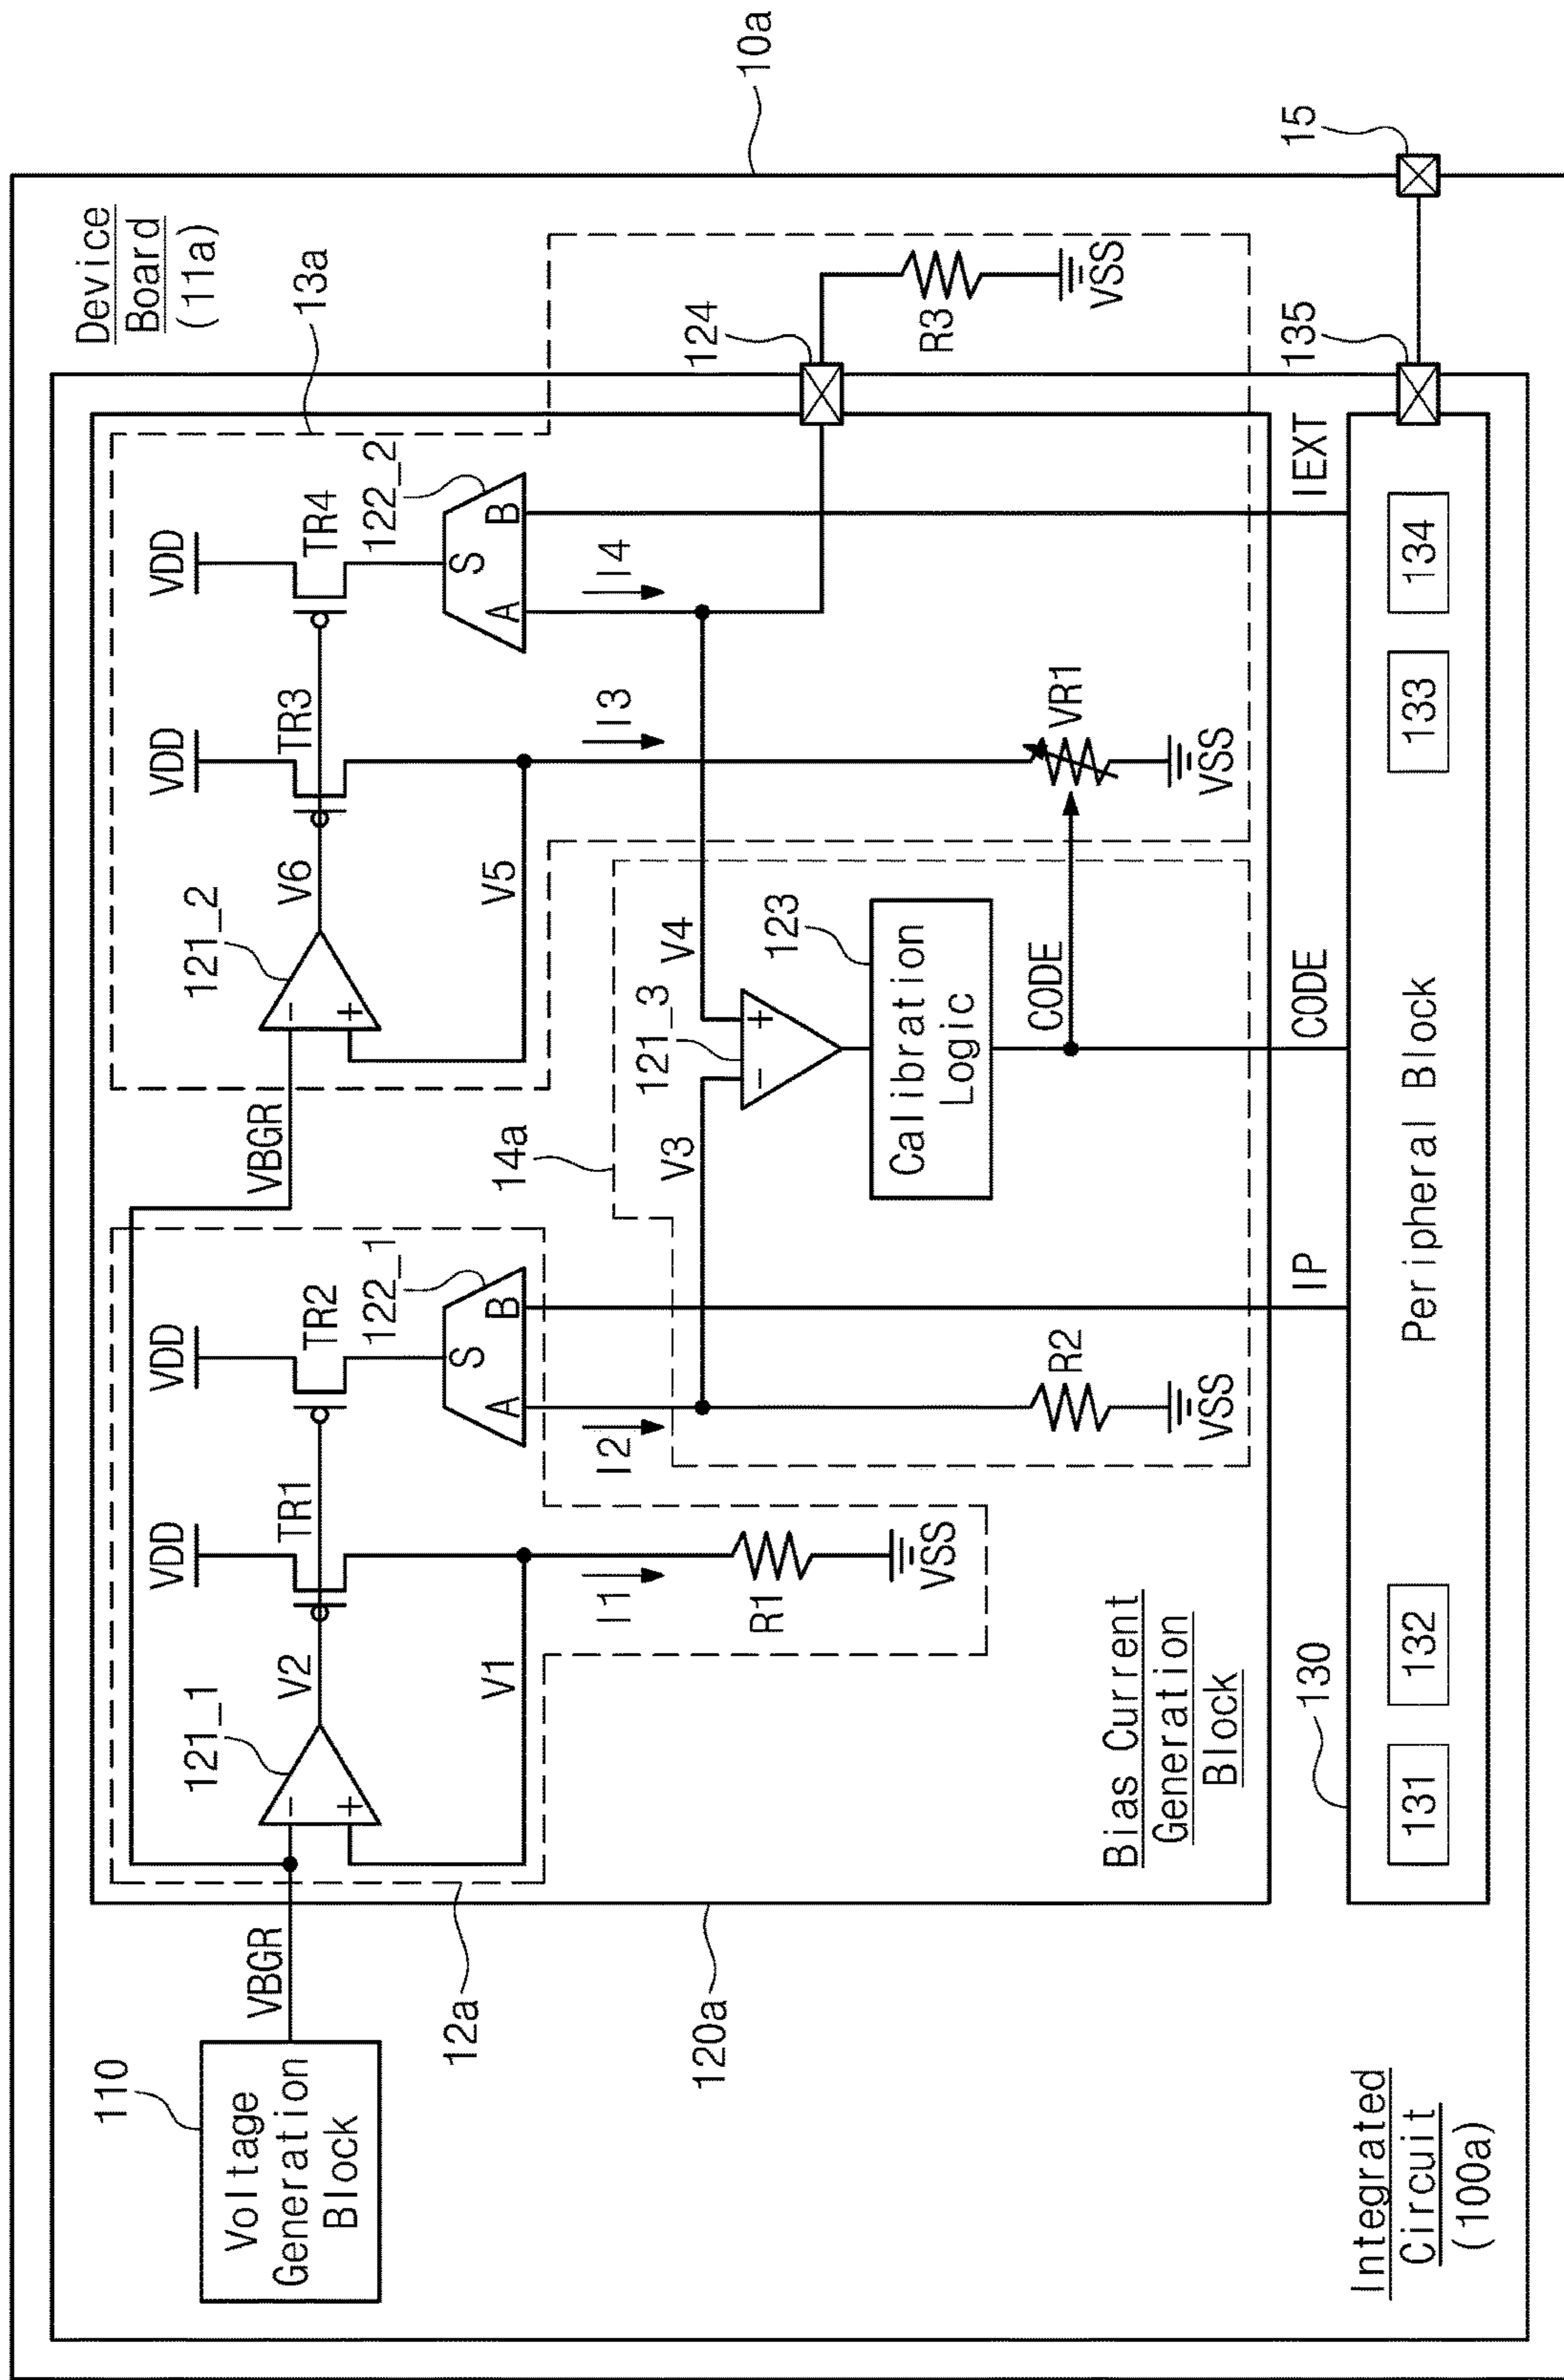 Device
Board
(11a)
10a
15
13a
124
135
R3
VSS
VDD
TR4
122_2
S
A
B
I4
IEXT
134
VDD
TR3
I3
VR1
VSS
133
121_2
V6
V5
−
+
VBGR
V4
121_3
−
+
V3
123
Calibration
Logic
CODE
CODE
14a
VDD
TR2
122_1
S
A
B
I2
R2
VSS
IP
Peripheral Block
VDD
TR1
I1
R1
VSS
121_1
V2
V1
−
+
Bias Current
Generation
Block
130
131
132
VBGR
12a
120a
110
Voltage
Generation
Block
Integrated
Circuit
(100a)